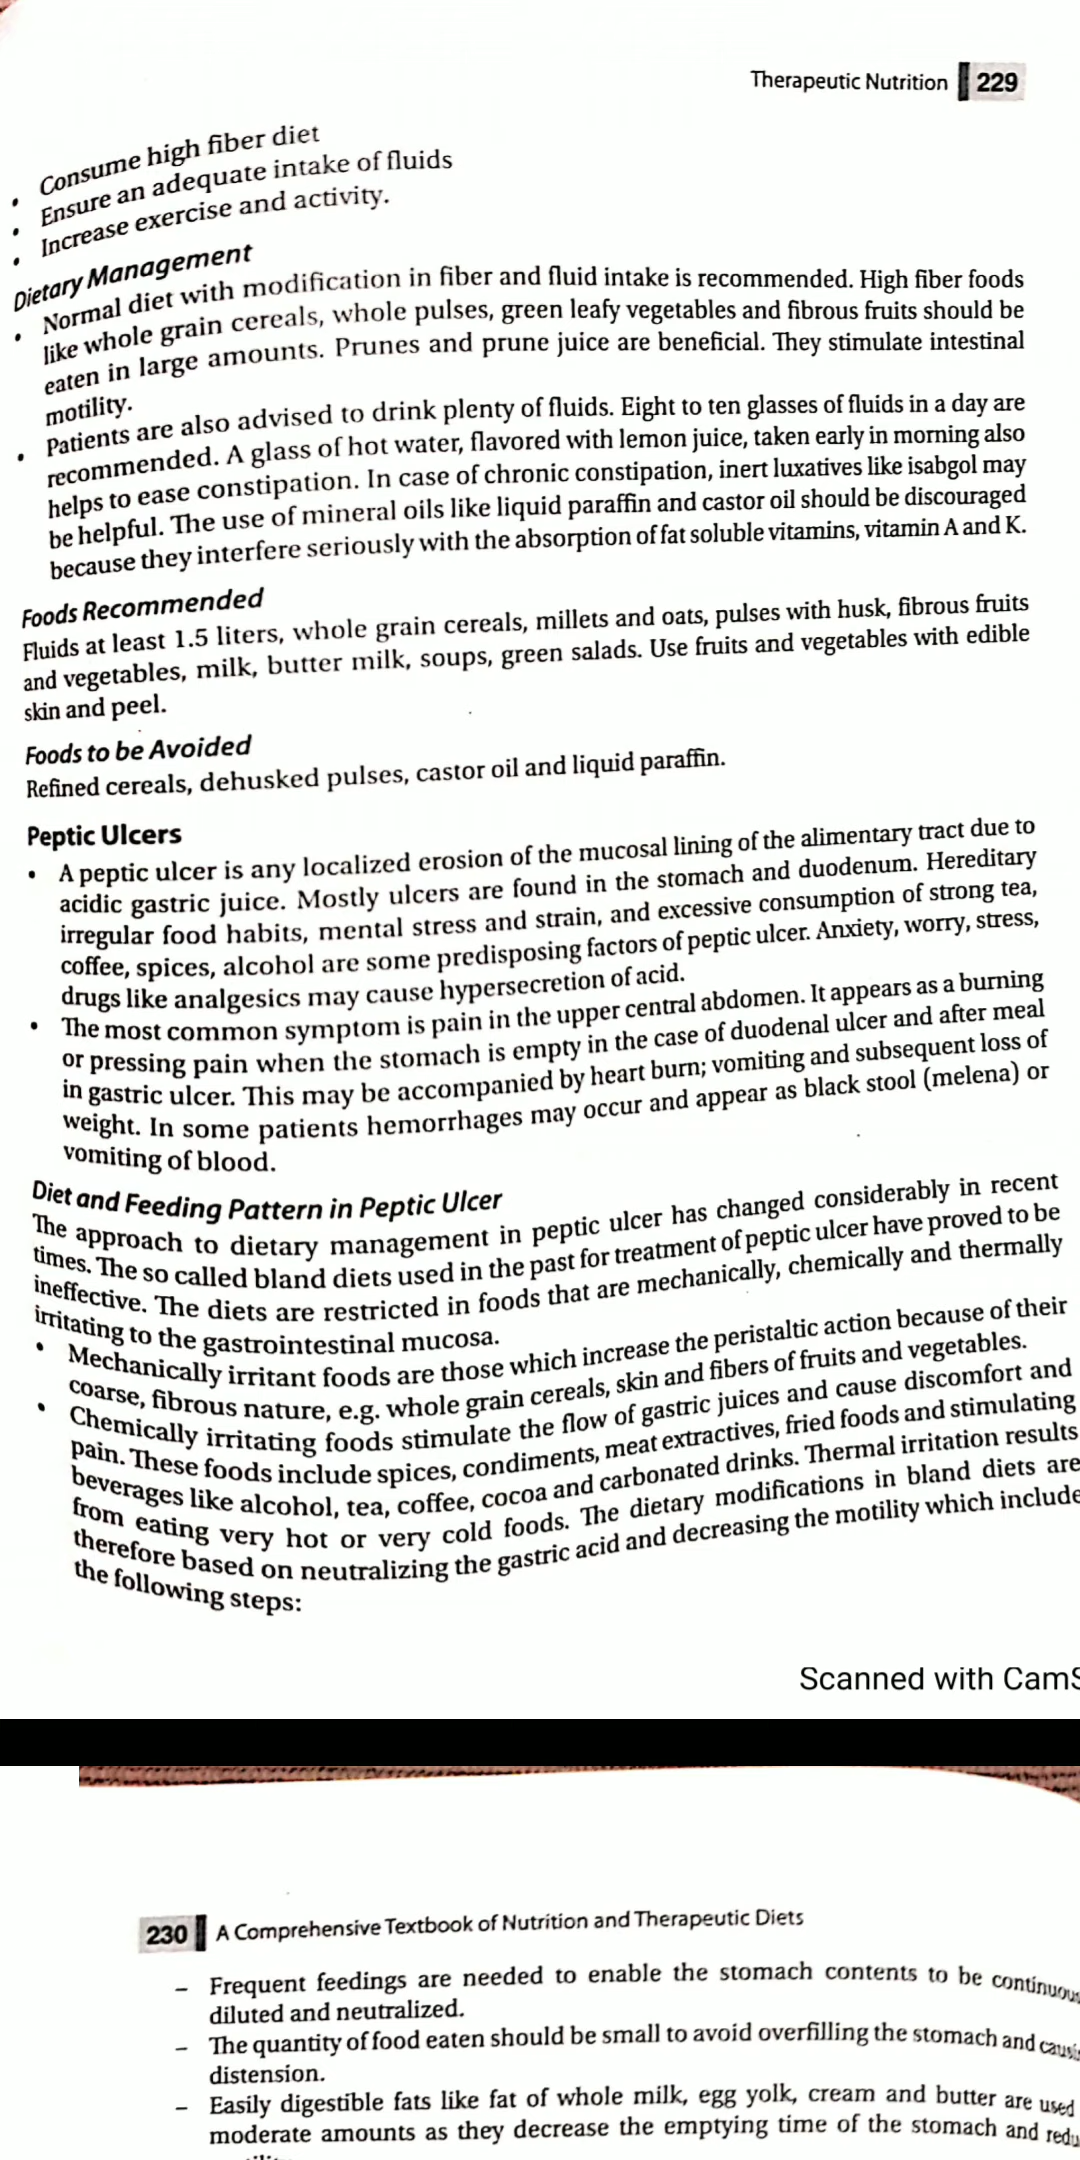 Therapeutic Nutrition 229
• Consume high fiber diet
• Ensure an adequate intake of fluids
• Increase exercise and activity.
Dietary Management
• Normal diet with modification in fiber and fluid intake is recommended. High fiber foods
like whole grain cereals, whole pulses, green leafy vegetables and fibrous fruits should be
eaten in large amounts. Prunes and prune juice are beneficial. They stimulate intestinal
motility.
• Patients are also advised to drink plenty of fluids. Eight to ten glasses of fluids in a day are
recommended. A glass of hot water, flavored with lemon juice, taken early in morning also
helps to ease constipation. In case of chronic constipation, inert luxatives like isabgol may
be helpful. The use of mineral oils like liquid paraffin and castor oil should be discouraged
because they interfere seriously with the absorption of fat soluble vitamins, vitamin A and K.
Foods Recommended
Fluids at least 1.5 liters, whole grain cereals, millets and oats, pulses with husk, fibrous fruits
and vegetables, milk, butter milk, soups, green salads. Use fruits and vegetables with edible
skin and peel.
Foods to be Avoided
Refined cereals, dehusked pulses, castor oil and liquid paraffin.
Peptic Ulcers
• A peptic ulcer is any localized erosion of the mucosal lining of the alimentary tract due to
acidic gastric juice. Mostly ulcers are found in the stomach and duodenum. Hereditary
irregular food habits, mental stress and strain, and excessive consumption of strong tea,
coffee, spices, alcohol are some predisposing factors of peptic ulcer. Anxiety, worry, stress,
drugs like analgesics may cause hypersecretion of acid.
• The most common symptom is pain in the upper central abdomen. It appears as a burning
or pressing pain when the stomach is empty in the case of duodenal ulcer and after meal
in gastric ulcer. This may be accompanied by heart burn; vomiting and subsequent loss of
weight. In some patients hemorrhages may occur and appear as black stool (melena) or
vomiting of blood.
Diet and Feeding Pattern in Peptic Ulcer
The approach to dietary management in peptic ulcer has changed considerably in recent
times. The so called bland diets used in the past for treatment of peptic ulcer have proved to be
ineffective. The diets are restricted in foods that are mechanically, chemically and thermally
irritating to the gastrointestinal mucosa.
• Mechanically irritant foods are those which increase the peristaltic action because of their
coarse, fibrous nature, e.g. whole grain cereals, skin and fibers of fruits and vegetables.
• Chemically irritating foods stimulate the flow of gastric juices and cause discomfort and
pain. These foods include spices, condiments, meat extractives, fried foods and stimulating
beverages like alcohol, tea, coffee, cocoa and carbonated drinks. Thermal irritation results
from eating very hot or very cold foods. The dietary modifications in bland diets are
therefore based on neutralizing the gastric acid and decreasing the motility which include
the following steps:
Scanned with CamS
230 A Comprehensive Textbook of Nutrition and Therapeutic Diets
– Frequent feedings are needed to enable the stomach contents to be continuous
diluted and neutralized.
– The quantity of food eaten should be small to avoid overfilling the stomach and causi
distension.
– Easily digestible fats like fat of whole milk, egg yolk, cream and butter are used
moderate amounts as they decrease the emptying time of the stomach and redu